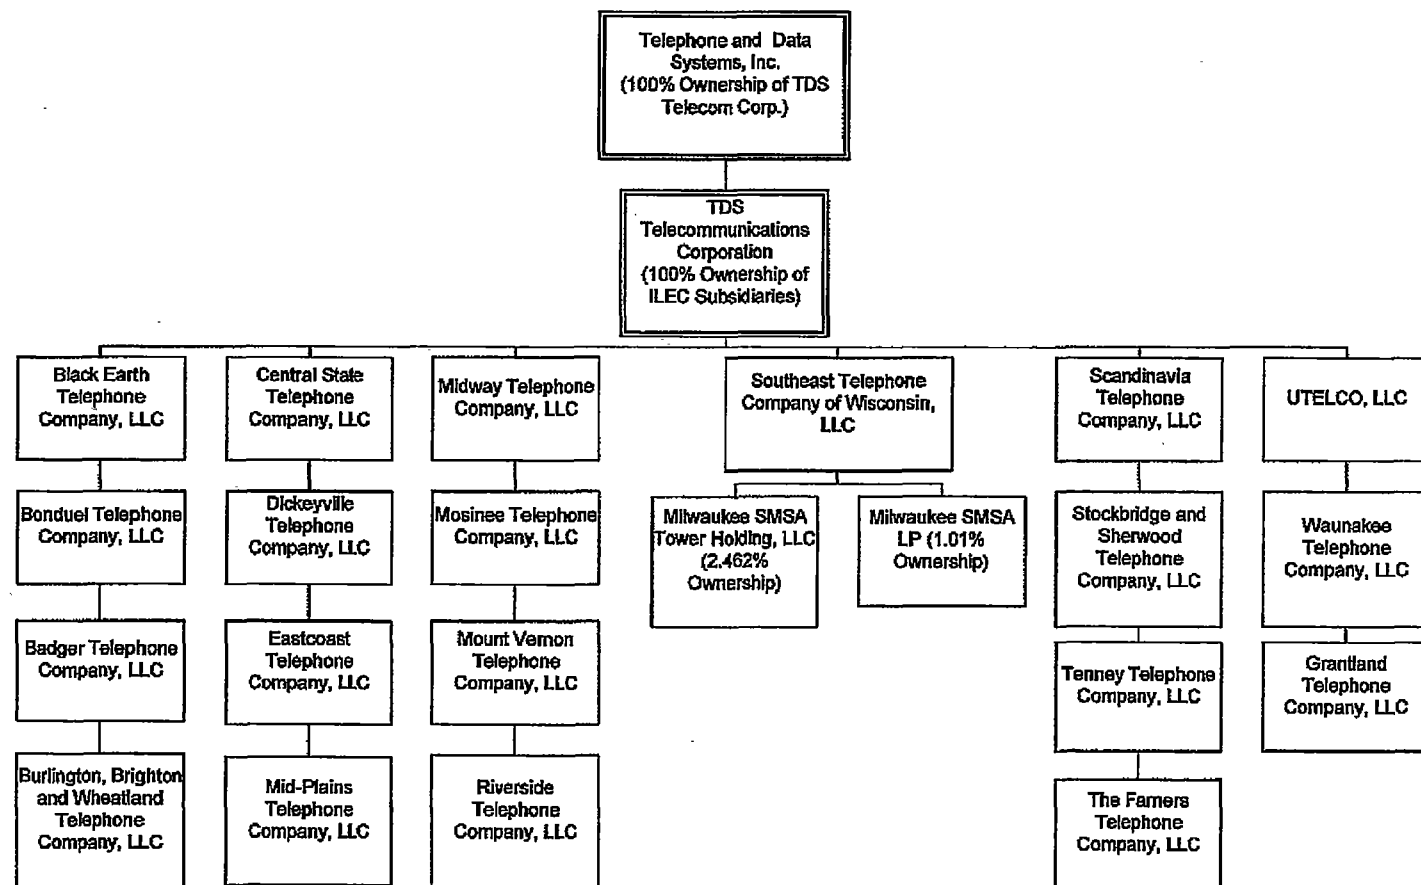 Telephone and Data
Systems, Inc.
(100% Ownership of TDS
Telecom Corp.)
TDS
Telecommunications
Corporation
(100% Ownership of
ILEC Subsidiaries)
Black Earth
Telephone
Company, LLC
Central State
Telephone
Company, LLC
Midway Telephone
Company, LLC
Southeast Telephone
Company of Wisconsin,
LLC
Scandinavia
Telephone
Company, LLC
UTELCO, LLC
Bonduel Telephone
Company, LLC
Dickeyville
Telephone
Company, LLC
Mosinee Telephone
Company, LLC
Milwaukee SMSA
Tower Holding, LLC
(2.462%
Ownership)
Milwaukee SMSA
LP (1.01%
Ownership)
Stockbridge and
Sherwood
Telephone
Company, LLC
Waunakee
Telephone
Company, LLC
Badger Telephone
Company, LLC
Eastcoast
Telephone
Company, LLC
Mount Vernon
Telephone
Company, LLC
Tenney Telephone
Company, LLC
Grantland
Telephone
Company, LLC
Burlington, Brighton
and Wheatland
Telephone
Company, LLC
Mid-Plains
Telephone
Company, LLC
Riverside
Telephone
Company, LLC
The Famers
Telephone
Company, LLC